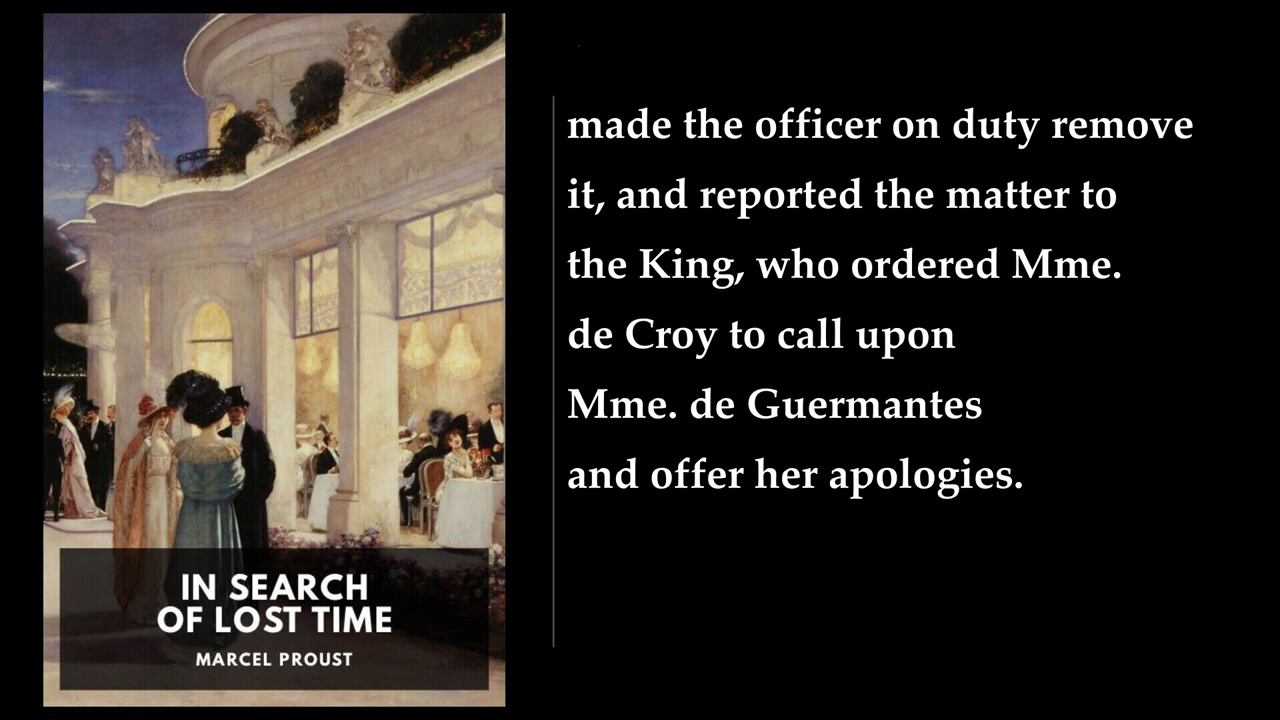 made the officer on duty remove
it, and reported the matter to
the King, who ordered Mme.
de Croy to call upon
Mme. de Guermantes
and offer her apologies.
IN SEARCH
OF LOST TIME
MARCEL PROUST